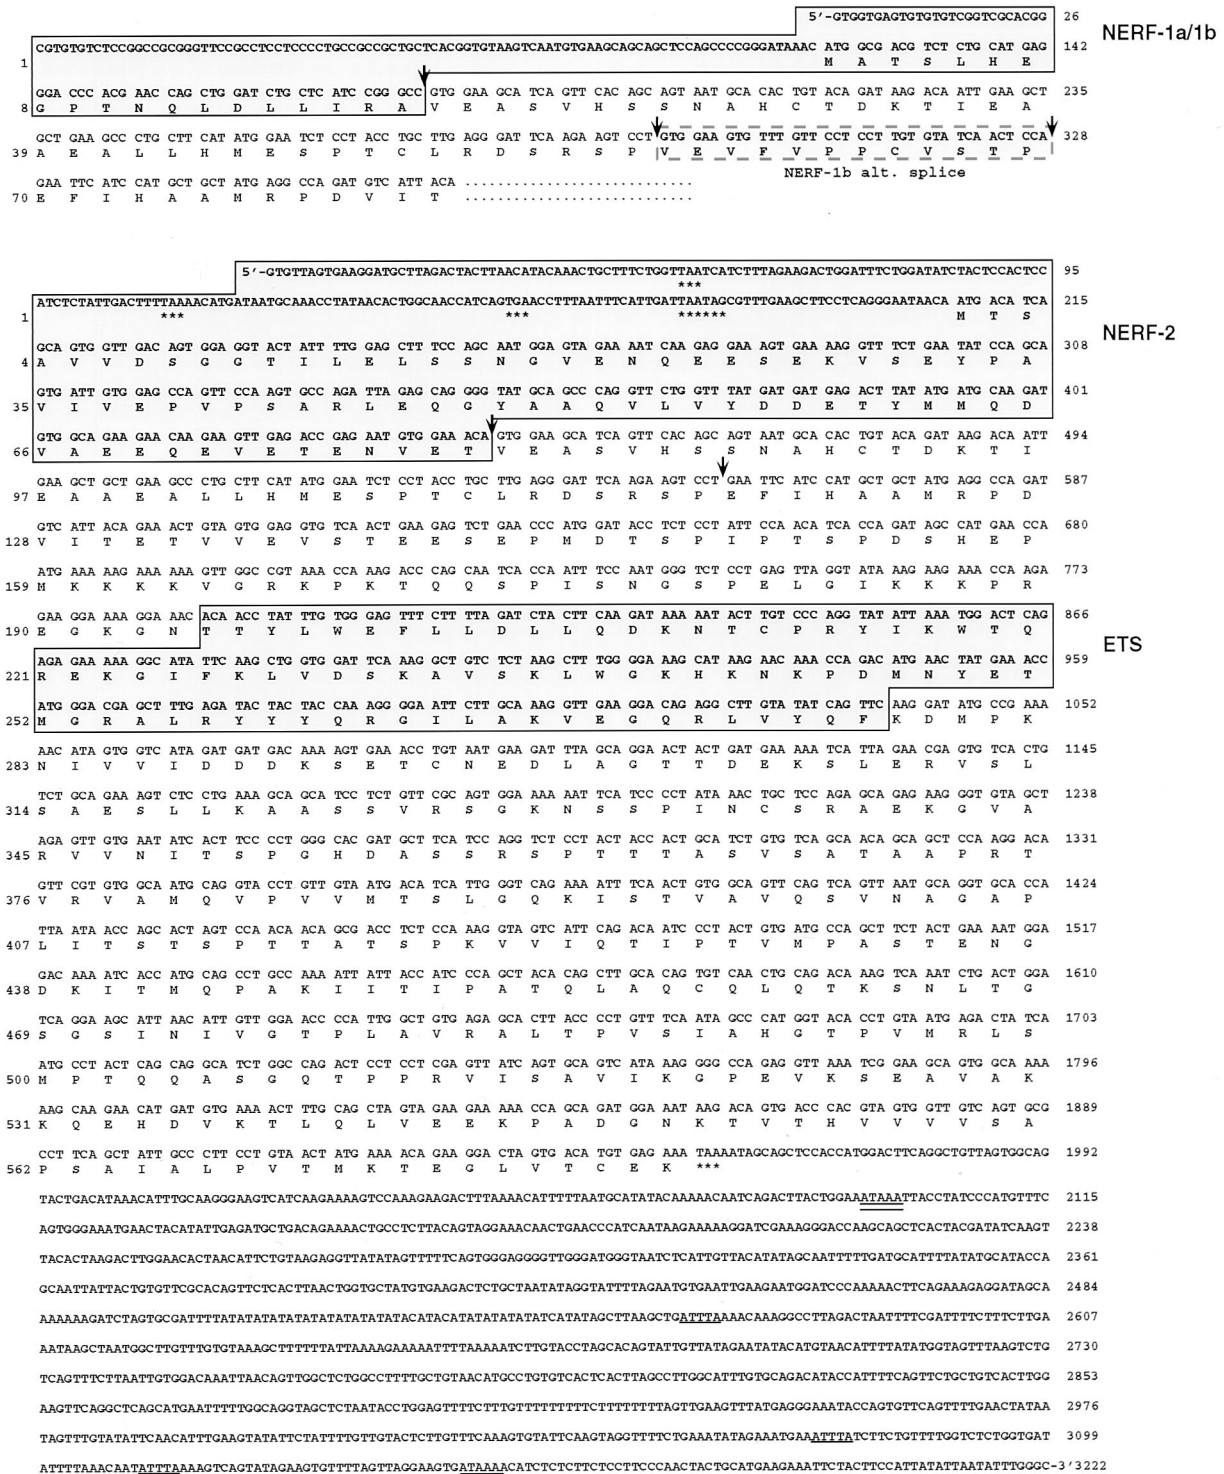 5'-GTGGTGAGTGTGTGTCGGTCGCACGG 26
NERF-1a/1b
CGTGTGTCTCCGGCCGCGGGTTCCGCCTCCTCCCCTGCCGCCGCTGCTCACGGTGTAAGTCAATGTGAAGCAGCAGCTCCAGCCCCGGGATAAAC ATG GCG ACG TCT CTG CAT GAG 142
1 M A T S L H E
GGA CCC ACG AAC CAG CTG GAT CTG CTC ATC CGG GCC GTG GAA GCA TCA GTT CAC AGC AGT AAT GCA CAC TGT ACA GAT AAG ACA ATT GAA GCT 235
8 G P T N Q L D L L I R A V E A S V H S S N A H C T D K T I E A
GCT GAA GCC CTG CTT CAT ATG GAA TCT CCT ACC TGC TTG AGG GAT TCA AGA AGT CCT GTG GAA GTG TTT GTT CCT CCT TGT GTA TCA ACT CCA 328
39 A E A L L H M E S P T C L R D S R S P V E V F V P P C V S T P
NERF-1b alt. splice
GAA TTC ATC CAT GCT GCT ATG AGG CCA GAT GTC ATT ACA ............................
70 E F I H A A M R P D V I T ............................
5'-GTGTTAGTGAAGGATGCTTAGACTACTTAACATACAAACTGCTTTCTGGTTAATCATCTTTAGAAGACTGGATTTCTGGATATCTACTCCACTCC 95
***
ATCTCTATTGACTTTTAAAACATGATAATGCAAACCTATAACACTGGCAACCATCAGTGAACCTTTAATTTCATTGATTAATAGCGTTTGAAGCTTCCTCAGGGAATAACA ATG ACA TCA 215
1 *** *** ****** M T S
NERF-2
GCA GTG GTT GAC AGT GGA GGT ACT ATT TTG GAG CTT TCC AGC AAT GGA GTA GAA AAT CAA GAG GAA AGT GAA AAG GTT TCT GAA TAT CCA GCA 308
4 A V V D S G G T I L E L S S N G V E N Q E E S E K V S E Y P A
GTG ATT GTG GAG CCA GTT CCA AGT GCC AGA TTA GAG CAG GGG TAT GCA GCC CAG GTT CTG GTT TAT GAT GAT GAG ACT TAT ATG ATG CAA GAT 401
35 V I V E P V P S A R L E Q G Y A A Q V L V Y D D E T Y M M Q D
GTG GCA GAA GAA CAA GAA GTT GAG ACC GAG AAT GTG GAA ACA GTG GAA GCA TCA GTT CAC AGC AGT AAT GCA CAC TGT ACA GAT AAG ACA ATT 494
66 V A E E Q E V E T E N V E T V E A S V H S S N A H C T D K T I
GAA GCT GCT GAA GCC CTG CTT CAT ATG GAA TCT CCT ACC TGC TTG AGG GAT TCA AGA AGT CCT GAA TTC ATC CAT GCT GCT ATG AGG CCA GAT 587
97 E A A E A L L H M E S P T C L R D S R S P E F I H A A M R P D
GTC ATT ACA GAA ACT GTA GTG GAG GTG TCA ACT GAA GAG TCT GAA CCC ATG GAT ACC TCT CCT ATT CCA ACA TCA CCA GAT AGC CAT GAA CCA 680
128 V I T E T V V E V S T E E S E P M D T S P I P T S P D S H E P
ATG AAA AAG AAA AAA GTT GGC CGT AAA CCA AAG ACC CAG CAA TCA CCA ATT TCC AAT GGG TCT CCT GAG TTA GGT ATA AAG AAG AAA CCA AGA 773
159 M K K K K V G R K P K T Q Q S P I S N G S P E L G I K K K P R
GAA GGA AAA GGA AAC ACA ACC TAT TTG TGG GAG TTT CTT TTA GAT CTA CTT CAA GAT AAA AAT ACT TGT CCC AGG TAT ATT AAA TGG ACT CAG 866
190 E G K G N T T Y L W E F L L D L L Q D K N T C P R Y I K W T Q
ETS
AGA GAA AAA GGC ATA TTC AAG CTG GTG GAT TCA AAG GCT GTC TCT AAG CTT TGG GGA AAG CAT AAG AAC AAA CCA GAC ATG AAC TAT GAA ACC 959
221 R E K G I F K L V D S K A V S K L W G K H K N K P D M N Y E T
ATG GGA CGA GCT TTG AGA TAC TAC TAC CAA AGG GGA ATT CTT GCA AAG GTT GAA GGA CAG AGG CTT GTA TAT CAG TTC AAG GAT ATG CCG AAA 1052
252 M G R A L R Y Y Y Q R G I L A K V E G Q R L V Y Q F K D M P K
AAC ATA GTG GTC ATA GAT GAT GAC AAA AGT GAA ACC TGT AAT GAA GAT TTA GCA GGA ACT ACT GAT GAA AAA TCA TTA GAA CGA GTG TCA CTG 1145
283 N I V V I D D D K S E T C N E D L A G T T D E K S L E R V S L
TCT GCA GAA AGT CTC CTG AAA GCA GCA TCC TCT GTT CGC AGT GGA AAA AAT TCA TCC CCT ATA AAC TGC TCC AGA GCA GAG AAG GGT GTA GCT 1238
314 S A E S L L K A A S S V R S G K N S S P I N C S R A E K G V A
AGA GTT GTG AAT ATC ACT TCC CCT GGG CAC GAT GCT TCA TCC AGG TCT CCT ACT ACC ACT GCA TCT GTG TCA GCA ACA GCA GCT CCA AGG ACA 1331
345 R V V N I T S P G H D A S S R S P T T T A S V S A T A A P R T
GTT CGT GTG GCA ATG CAG GTA CCT GTT GTA ATG ACA TCA TTG GGT CAG AAA ATT TCA ACT GTG GCA GTT CAG TCA GTT AAT GCA GGT GCA CCA 1424
376 V R V A M Q V P V V M T S L G Q K I S T V A V Q S V N A G A P
TTA ATA ACC AGC ACT AGT CCA ACA ACA GCG ACC TCT CCA AAG GTA GTC ATT CAG ACA ATC CCT ACT GTG ATG CCA GCT TCT ACT GAA AAT GGA 1517
407 L I T S T S P T T A T S P K V V I Q T I P T V M P A S T E N G
GAC AAA ATC ACC ATG CAG CCT GCC AAA ATT ATT ACC ATC CCA GCT ACA CAG CTT GCA CAG TGT CAA CTG CAG ACA AAG TCA AAT CTG ACT GGA 1610
438 D K I T M Q P A K I I T I P A T Q L A Q C Q L Q T K S N L T G
TCA GGA AGC ATT AAC ATT GTT GGA ACC CCA TTG GCT GTG AGA GCA CTT ACC CCT GTT TCA ATA GCC CAT GGT ACA CCT GTA ATG AGA CTA TCA 1703
469 S G S I N I V G T P L A V R A L T P V S I A H G T P V M R L S
ATG CCT ACT CAG CAG GCA TCT GGC CAG ACT CCT CCT CGA GTT ATC AGT GCA GTC ATA AAG GGG CCA GAG GTT AAA TCG GAA GCA GTG GCA AAA 1796
500 M P T Q Q A S G Q T P P R V I S A V I K G P E V K S E A V A K
AAG CAA GAA CAT GAT GTG AAA ACT TTG CAG CTA GTA GAA GAA AAA CCA GCA GAT GGA AAT AAG ACA GTG ACC CAC GTA GTG GTT GTC AGT GCG 1889
531 K Q E H D V K T L Q L V E E K P A D G N K T V T H V V V V S A
CCT TCA GCT ATT GCC CTT CCT GTA ACT ATG AAA ACA GAA GGA CTA GTG ACA TGT GAG AAA TAAAATAGCAGCTCCACCATGGACTTCAGGCTGTTAGTGGCAG 1992
562 P S A I A L P V T M K T E G L V T C E K ***
TACTGACATAAACATTTGCAAGGGAAGTCATCAAGAAAAGTCCAAAGAAGACTTTAAAACATTTTTAATGCATATACAAAAACAATCAGACTTACTGGAAATAAATTACCTATCCCATGTTTC 2115
AGTGGGAAATGAACTACATATTGAGATGCTGACAGAAAACTGCCTCTTACAGTAGGAAACAACTGAACCCATCAATAAGAAAAAGGATCGAAAGGGACCAAGCAGCTCACTACGATATCAAGT 2238
TACACTAAGACTTGGAACACTAACATTCTGTAAGAGGTTATATAGTTTTTCAGTGGGAGGGGTTGGGATGGGTAATCTCATTGTTACATATAGCAATTTTTGATGCATTTTATATGCATACCA 2361
GCAATTATTACTGTGTTCGCACAGTTCTCACTTAACTGGTGCTATGTGAAGACTCTGCTAATATAGGTATTTTAGAATGTGAATTGAAGAATGGATCCCAAAAACTTCAGAAAGAGGATAGCA 2484
AAAAAAGATCTAGTGCGATTTTATATATATATATATATATATATATACATACATATATATATATCATATAGCTTAAGCTGATTTAAAACAAAGGCCTTAGACTAATTTTCGATTTTCTTTCTTGA 2607
AATAAGCTAATGGCTTGTTTGTGTAAAGCTTTTTTATTAAAAGAAAAATTTTAAAAATCTTGTACCTAGCACAGTATTGTTATAGAATATACATGTAACATTTTATATGGTAGTTTAAGTCTG 2730
TCAGTTTCTTAATTGTGGACAAATTAACAGTTGGCTCTGGCCTTTTGCTGTAACATGCCTGTGTCACTCACTTAGCCTTGGCATTTGTGCAGACATACCATTTTCAGTTCTGCTGTCACTTGG 2853
AAGTTCAGGCTCAGCATGAATTTTTGGCAGGTAGCTCTAATACCTGGAGTTTTCTTTGTTTTTTTTTCTTTTTTTTAGTTGAAGTTTATGAGGGAAATACCAGTGTTCAGTTTTGAACTATAA 2976
TAGTTTGTATATTCAACATTTGAAGTATATTCTATTTTGTTGTACTCTTGTTTCAAAGTGTATTCAAGTAGGTTTTCTGAAATATAGAAATGAAATTTATCTTCTGTTTTGGTCTCTGGTGAT 3099
ATTTTAAACAATATTTAAAAGTCAGTATAGAAGTGTTTTAGTTAGGAAGTGATAAAACATCTCTCTTCTCTTCCCAACTACTGCATGAAGAAATTCTACTTCCATTATATTAATATTTGGGC-3'3222